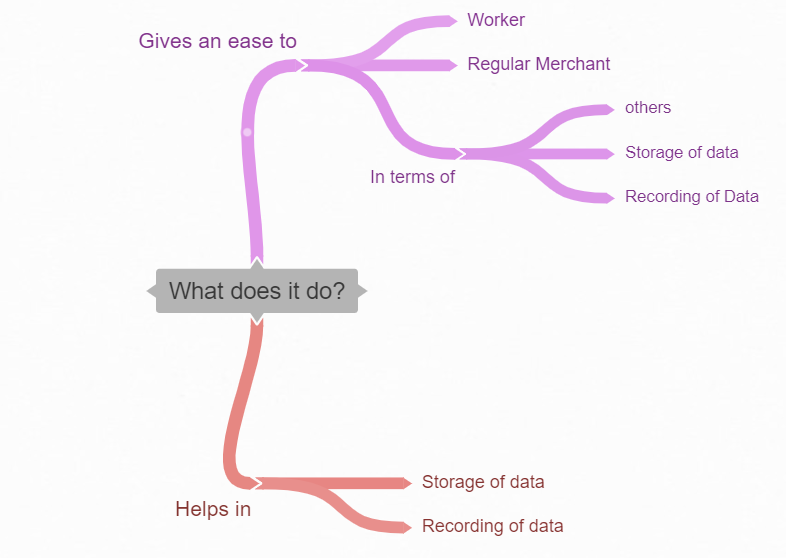 Gives an ease to
Worker
Regular Merchant
In terms of
others
Storage of data
Recording of Data
What does it do?
Helps in
Storage of data
Recording of data